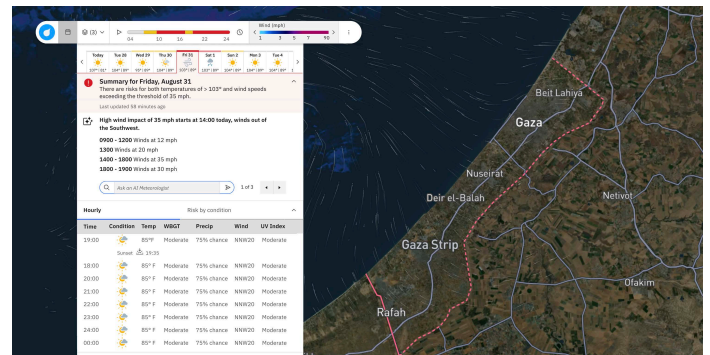 (3)
04 10 16 22 24
Wind (mph)
1 3 5 7 90
Today Tue 28 Wed 29 Thu 30 Fri 31 Sat 1 Sun 2 Mon 3 Tue 4
Summary for Friday, August 31
There are risks for both temperatures of > 103° and wind speeds
exceeding the threshold of 35 mph.
Last updated 58 minutes ago
High wind impact of 35 mph starts at 14:00 today, winds out of
the Southwest.
0900 - 1200 Winds at 12 mph
1300 Winds at 20 mph
1400 - 1800 Winds at 35 mph
1800 - 1900 Winds at 30 mph
Ask an AI Meteorologist 1 of 3
Hourly Risk by condition
Time Condition Temp WBGT Precip Wind UV Index
19:00 85°F Moderate 75% chance NNW20 Moderate
Sunset 19:35
18:00 85° F Moderate 75% chance NNW20 Moderate
20:00 85° F Moderate 75% chance NNW20 Moderate
21:00 85° F Moderate 75% chance NNW20 Moderate
22:00 85° F Moderate 75% chance NNW20 Moderate
23:00 85° F Moderate 75% chance NNW20 Moderate
24:00 85° F Moderate 75% chance NNW20 Moderate
00:00 85° F Moderate 75% chance NNW20 Moderate
Beit Lahiya
Gaza
Nuseirat
Deir el-Balah
Netivot
Gaza Strip
Ofakim
Rafah